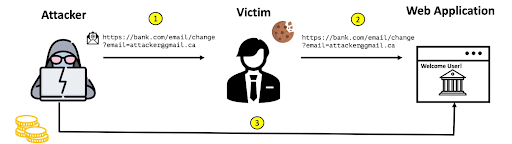 Attacker
1
Victim
2
Web Application
https://bank.com/email/change
?email=attacker@gmail.ca
https://bank.com/email/change
?email=attacker@gmail.ca
Welcome User!
3